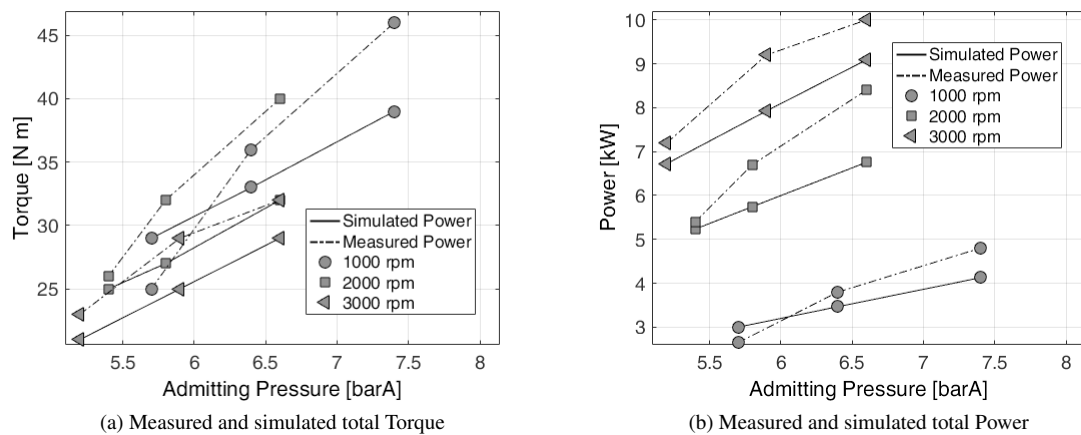 45
40
35
30
25
Torque [N m]
5.5 6 6.5 7 7.5 8
Admitting Pressure [barA]
Simulated Power
Measured Power
1000 rpm
2000 rpm
3000 rpm
(a) Measured and simulated total Torque
10
9
8
7
6
5
4
3
Power [kW]
5.5 6 6.5 7 7.5 8
Admitting Pressure [barA]
Simulated Power
Measured Power
1000 rpm
2000 rpm
3000 rpm
(b) Measured and simulated total Power